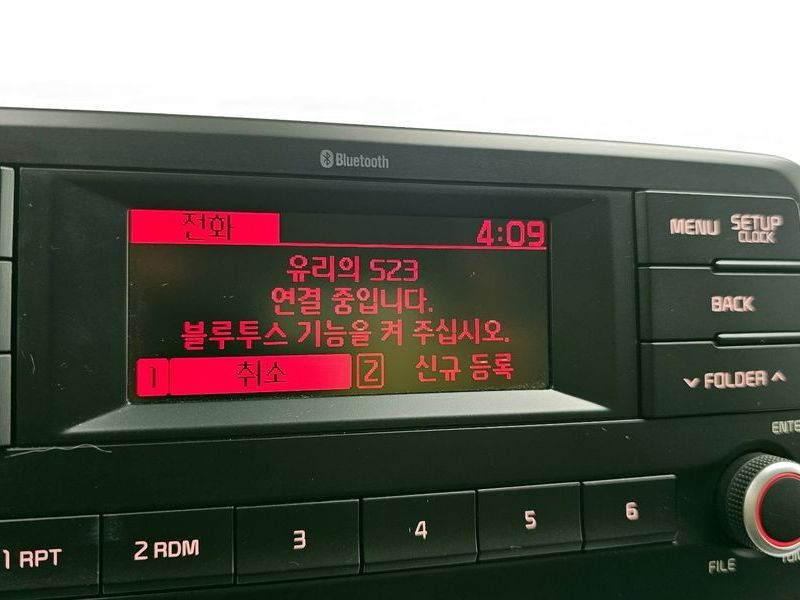 Bluetooth
전화 4:09
유리의 S23
연결 중입니다.
블루투스 기능을 켜 주십시오.
1 취소 2 신규 등록
MENU SETUP
CLOCK
BACK
FOLDER
1 RPT 2 RDM 3 4 5 6
FILE